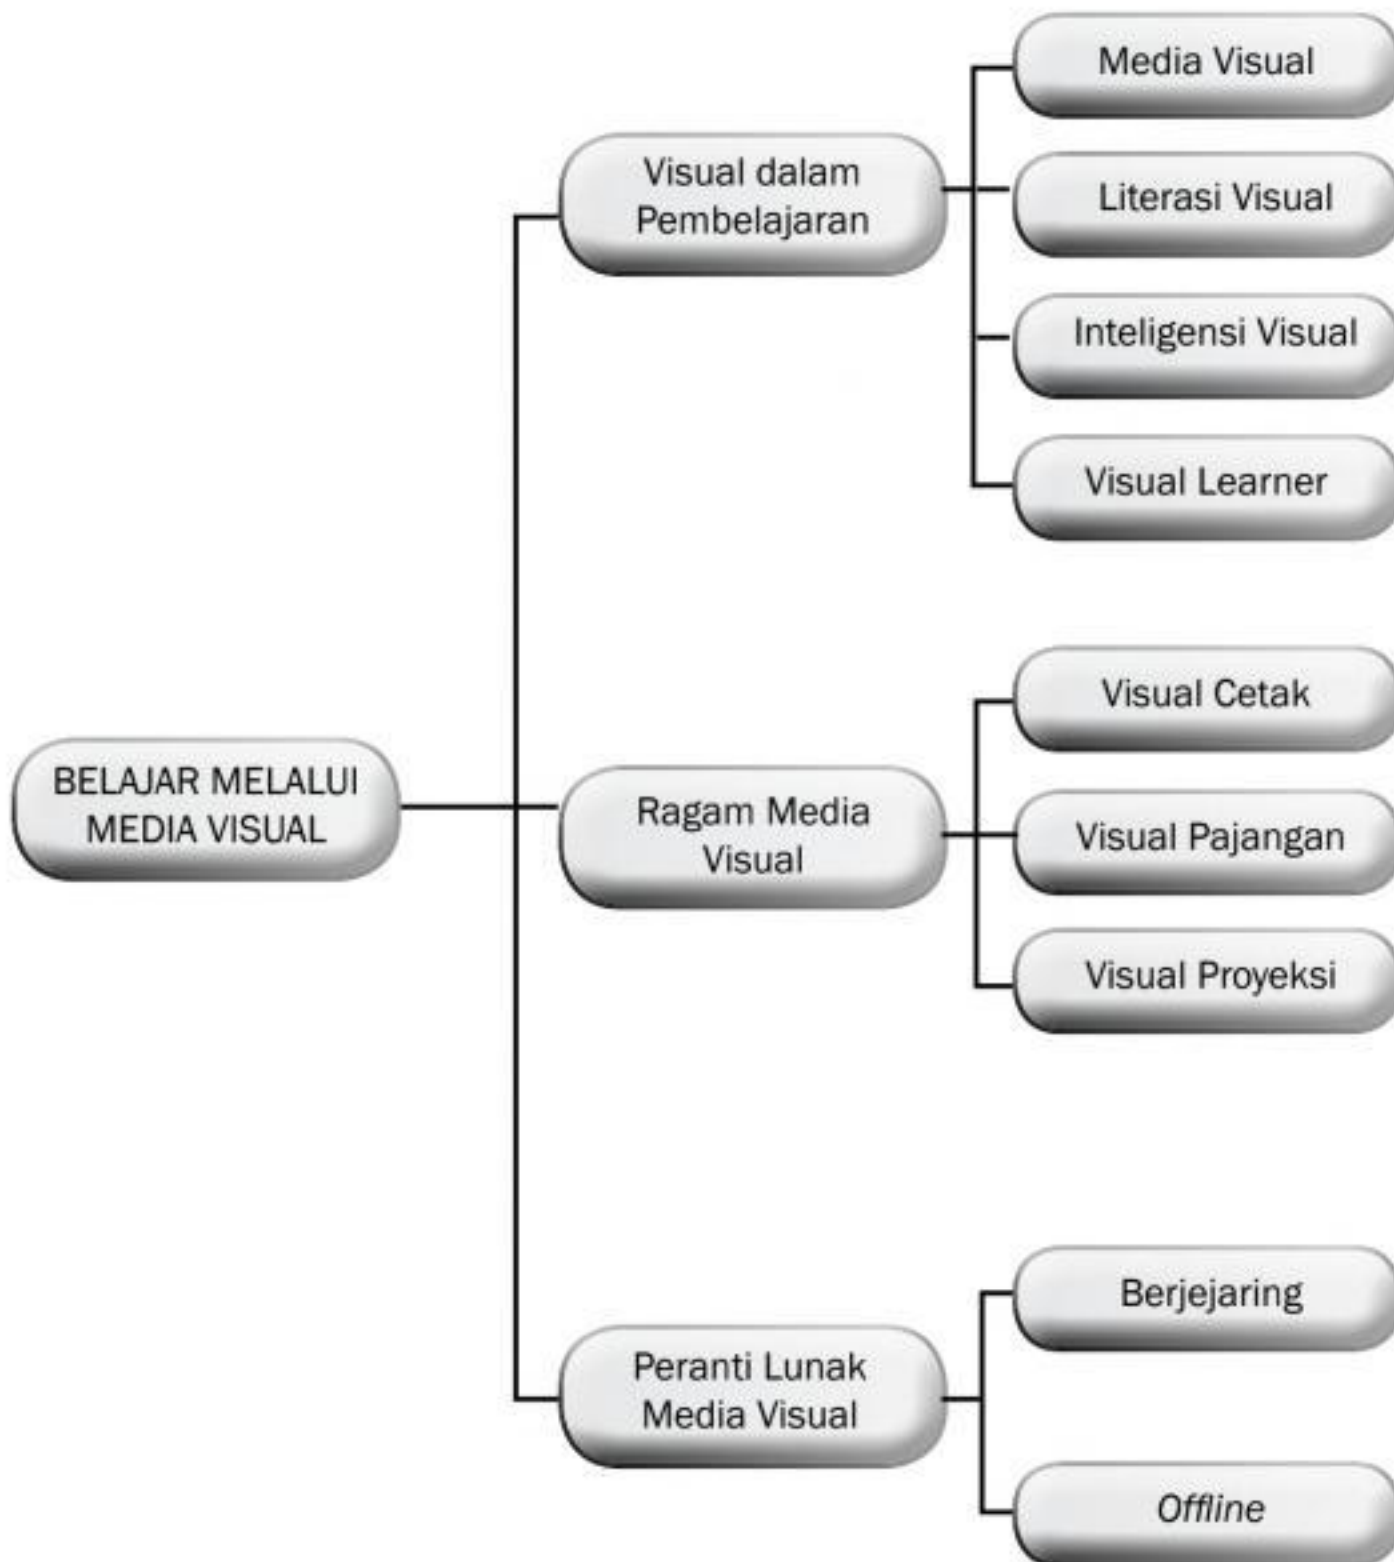 BELAJAR MELALUI
MEDIA VISUAL
Visual dalam
Pembelajaran
Media Visual
Literasi Visual
Inteligensi Visual
Visual Learner
Ragam Media
Visual
Visual Cetak
Visual Pajangan
Visual Proyeksi
Peranti Lunak
Media Visual
Berjejaring
Offline